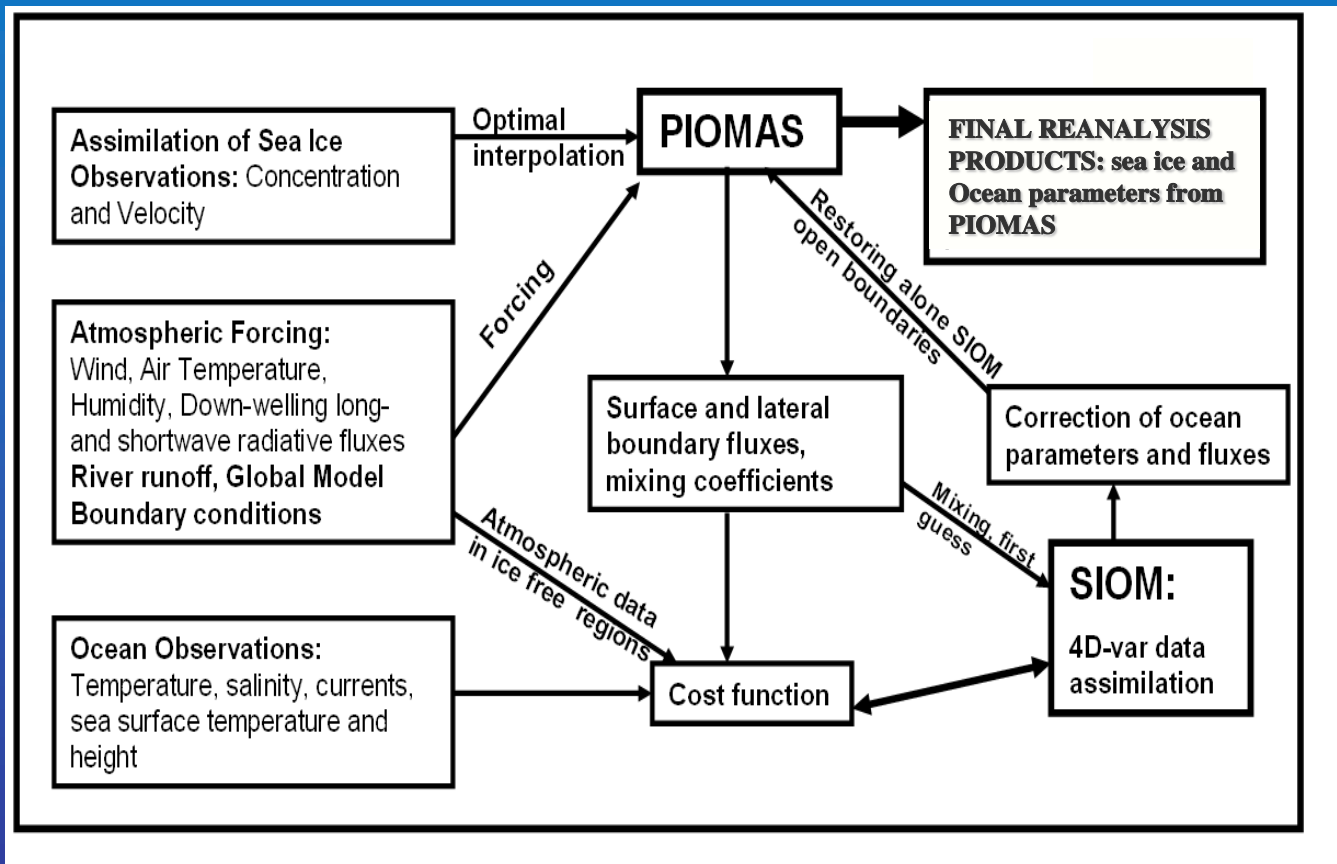 Assimilation of Sea Ice
Observations: Concentration
and Velocity
Optimal
interpolation
PIOMAS
FINAL REANALYSIS
PRODUCTS: sea ice and
Ocean parameters from
PIOMAS
Atmospheric Forcing:
Wind, Air Temperature,
Humidity, Down-welling long-
and shortwave radiative fluxes
River runoff, Global Model
Boundary conditions
Forcing
Restoring alone SIOM
open boundaries
Surface and lateral
boundary fluxes,
mixing coefficients
Correction of ocean
parameters and fluxes
Mixing, first
guess
Atmospheric data
in ice free regions
SIOM:
4D-var data
assimilation
Ocean Observations:
Temperature, salinity, currents,
sea surface temperature and
height
Cost function